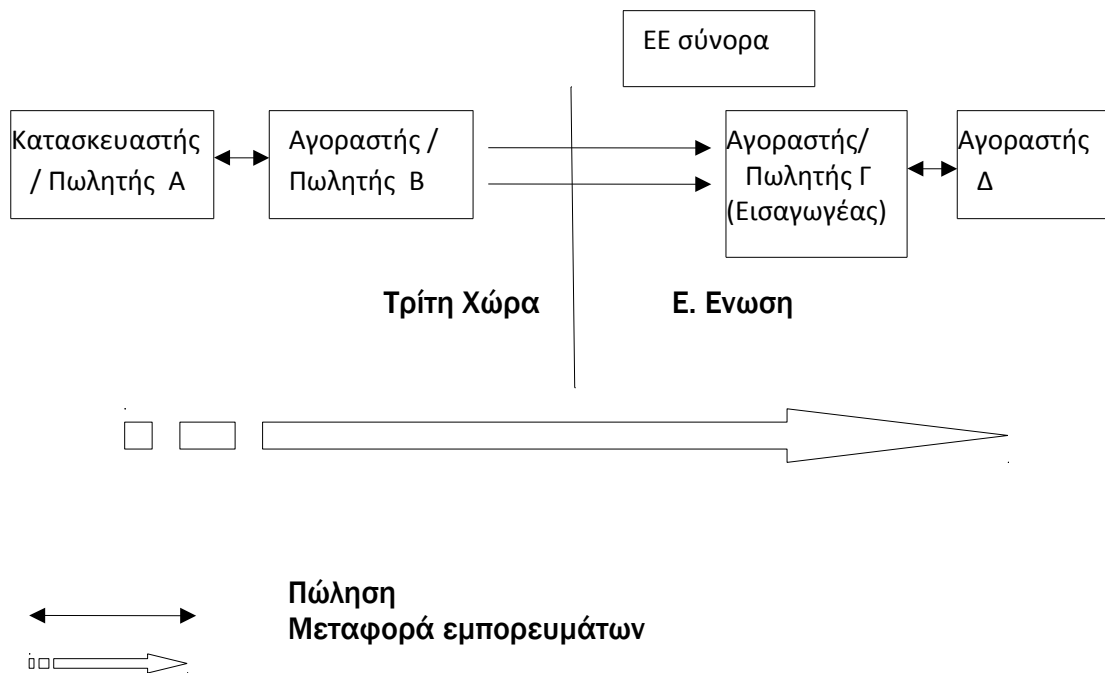 ΕΕ σύνορα
Κατασκευαστής
/ Πωλητής Α
Αγοραστής /
Πωλητής Β
Αγοραστής/
Πωλητής Γ
(Εισαγωγέας)
Αγοραστής
Δ
Τρίτη Χώρα
Ε. Ενωση
Πώληση
Μεταφορά εμπορευμάτων